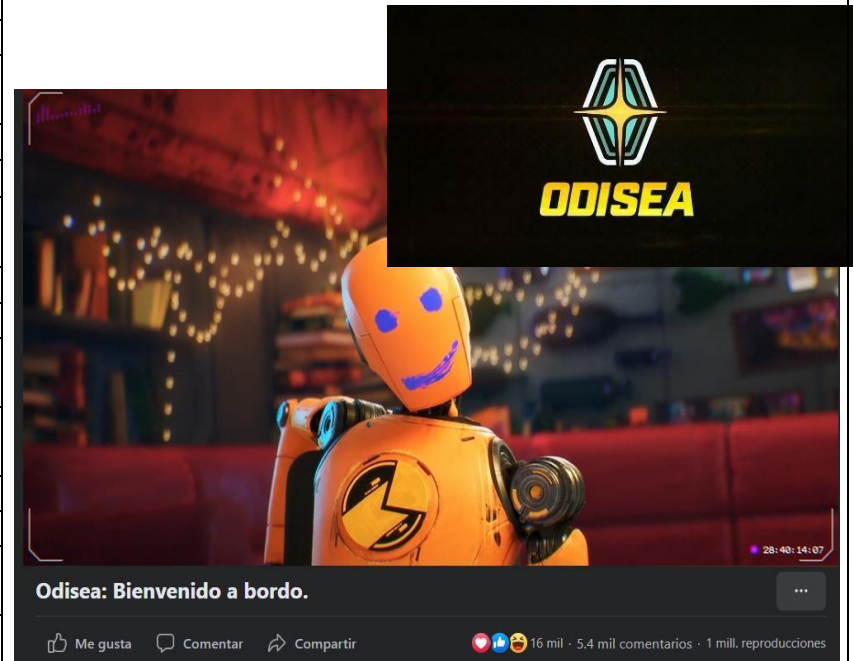 ODISEA
28:40:14:07
Odisea: Bienvenido a bordo.
Me gusta Comentar Compartir 16 mil · 5.4 mil comentarios · 1 mill. reproducciones